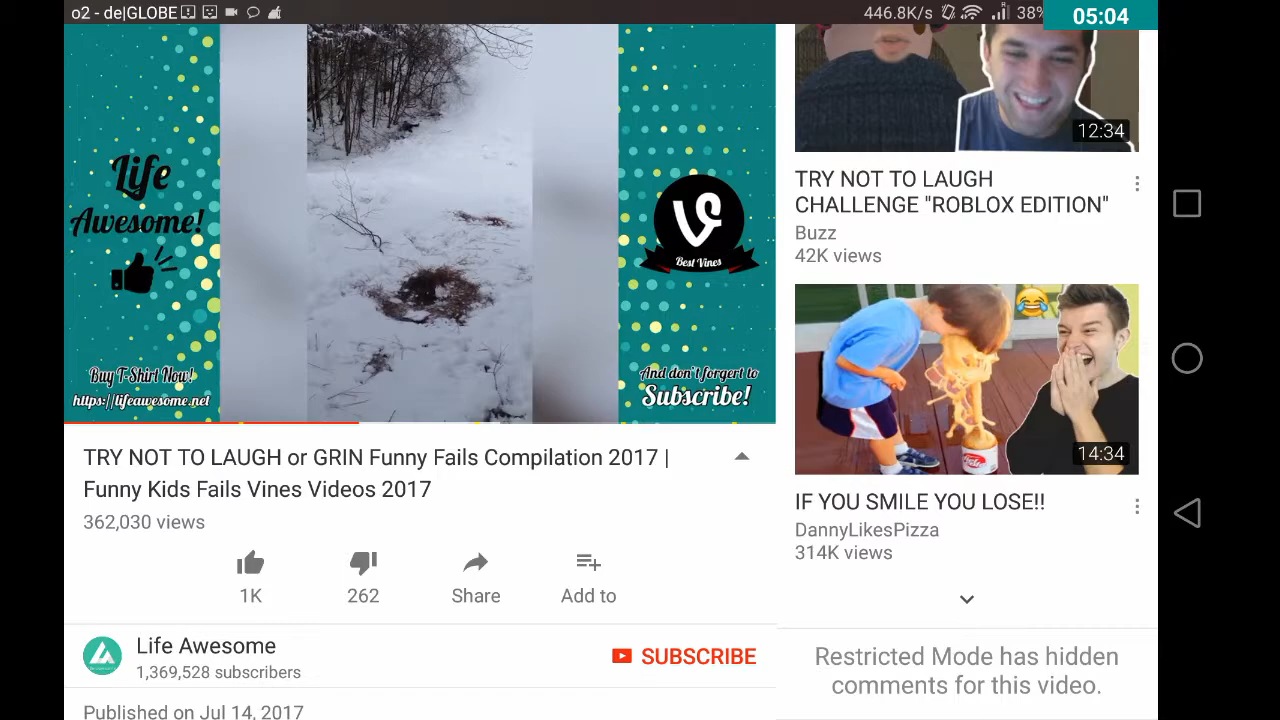 o2 - de|GLOBE
446.8K/s
38%
05:04
Life
Awesome!
Buy T-Shirt Now!
https://lifeawesome.net
Best Vines
And don't forgert to
Subscribe!
TRY NOT TO LAUGH or GRIN Funny Fails Compilation 2017 |
Funny Kids Fails Vines Videos 2017
362,030 views
1K
262
Share
Add to
Life Awesome
1,369,528 subscribers
SUBSCRIBE
Published on Jul 14, 2017
12:34
TRY NOT TO LAUGH
CHALLENGE "ROBLOX EDITION"
Buzz
42K views
14:34
IF YOU SMILE YOU LOSE!!
DannyLikesPizza
314K views
Restricted Mode has hidden
comments for this video.